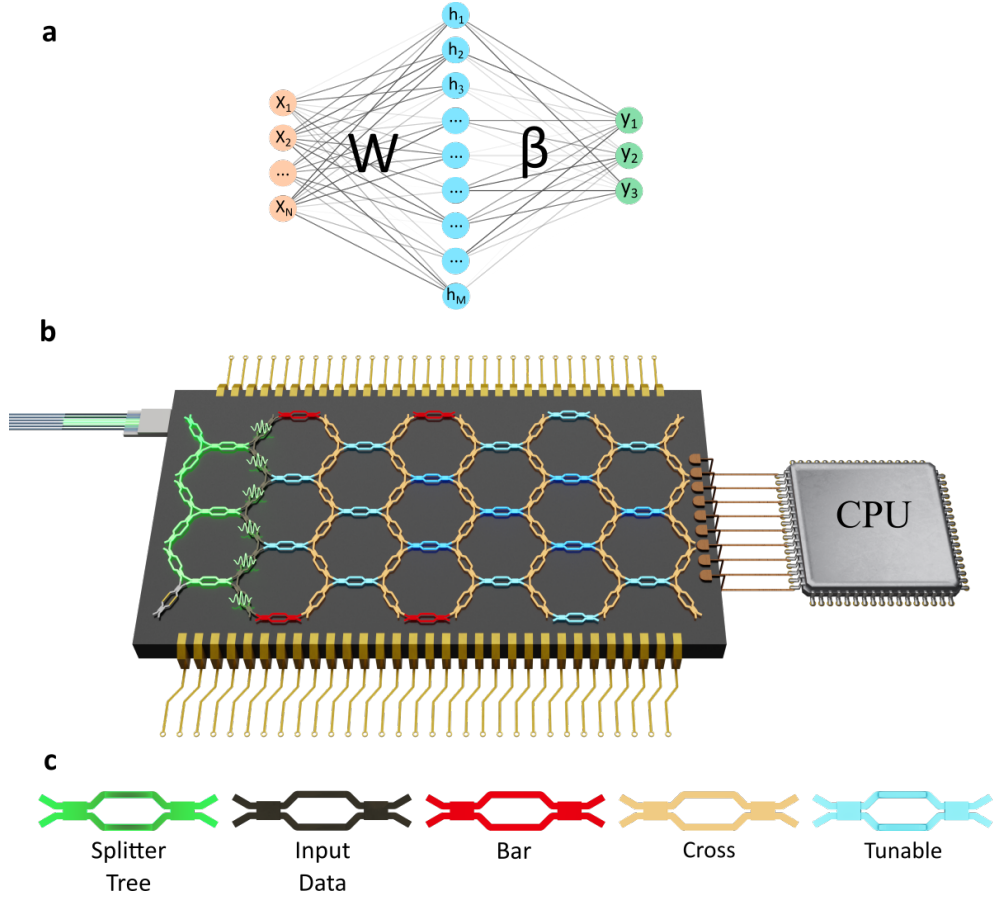 a
h1
h2
h3
...
...
...
...
...
hM
X1
X2
...
XN
W
β
y1
y2
y3
b
CPU
c
Splitter
Tree
Input
Data
Bar
Cross
Tunable